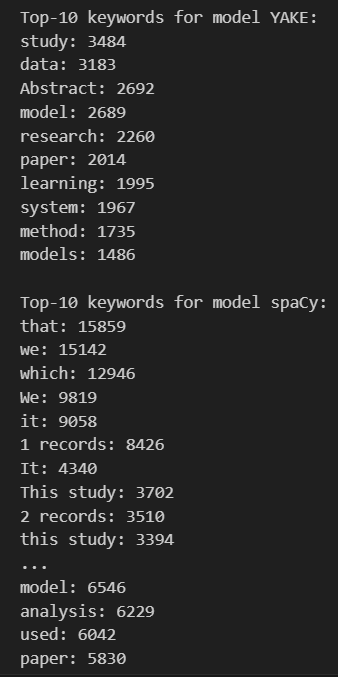 Top-10 keywords for model YAKE:
study: 3484
data: 3183
Abstract: 2692
model: 2689
research: 2260
paper: 2014
learning: 1995
system: 1967
method: 1735
models: 1486

Top-10 keywords for model spaCy:
that: 15859
we: 15142
which: 12946
We: 9819
it: 9058
1 records: 8426
It: 4340
This study: 3702
2 records: 3510
this study: 3394
...
model: 6546
analysis: 6229
used: 6042
paper: 5830